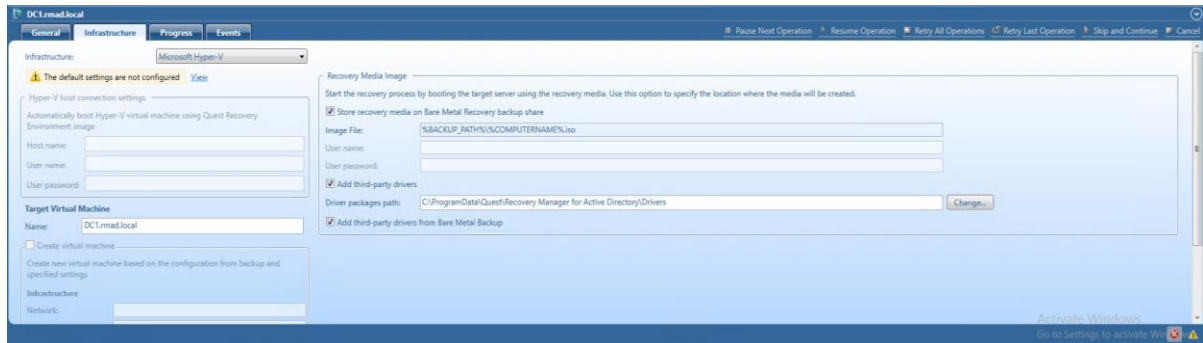 DC1.rmad.local
General Infrastructure Progress Events
Pause Next Operation Resume Operation Retry All Operations Retry Last Operation Skip and Continue Cancel
Infrastructure: Microsoft Hyper-V
The default settings are not configured View
Hyper-V host connection settings
Automatically boot Hyper-V virtual machine using Quest Recovery
Environment image
Host name:
User name:
User password:
Target Virtual Machine
Name: DC1.rmad.local
Create virtual machine
Create new virtual machine based on the configuration from backup and
specified settings
Infrastructure
Network:
Recovery Media Image
Start the recovery process by booting the target server using the recovery media. Use this option to specify the location where the media will be created.
Store recovery media on Bare Metal Recovery backup share
Image File: %BACKUP_PATH%\%COMPUTERNAME%.iso
User name:
User password:
Add third-party drivers
Driver packages path: C:\ProgramData\Quest\Recovery Manager for Active Directory\Drivers Change...
Add third-party drivers from Bare Metal Backup
Activate Windows
Go to Settings to activate